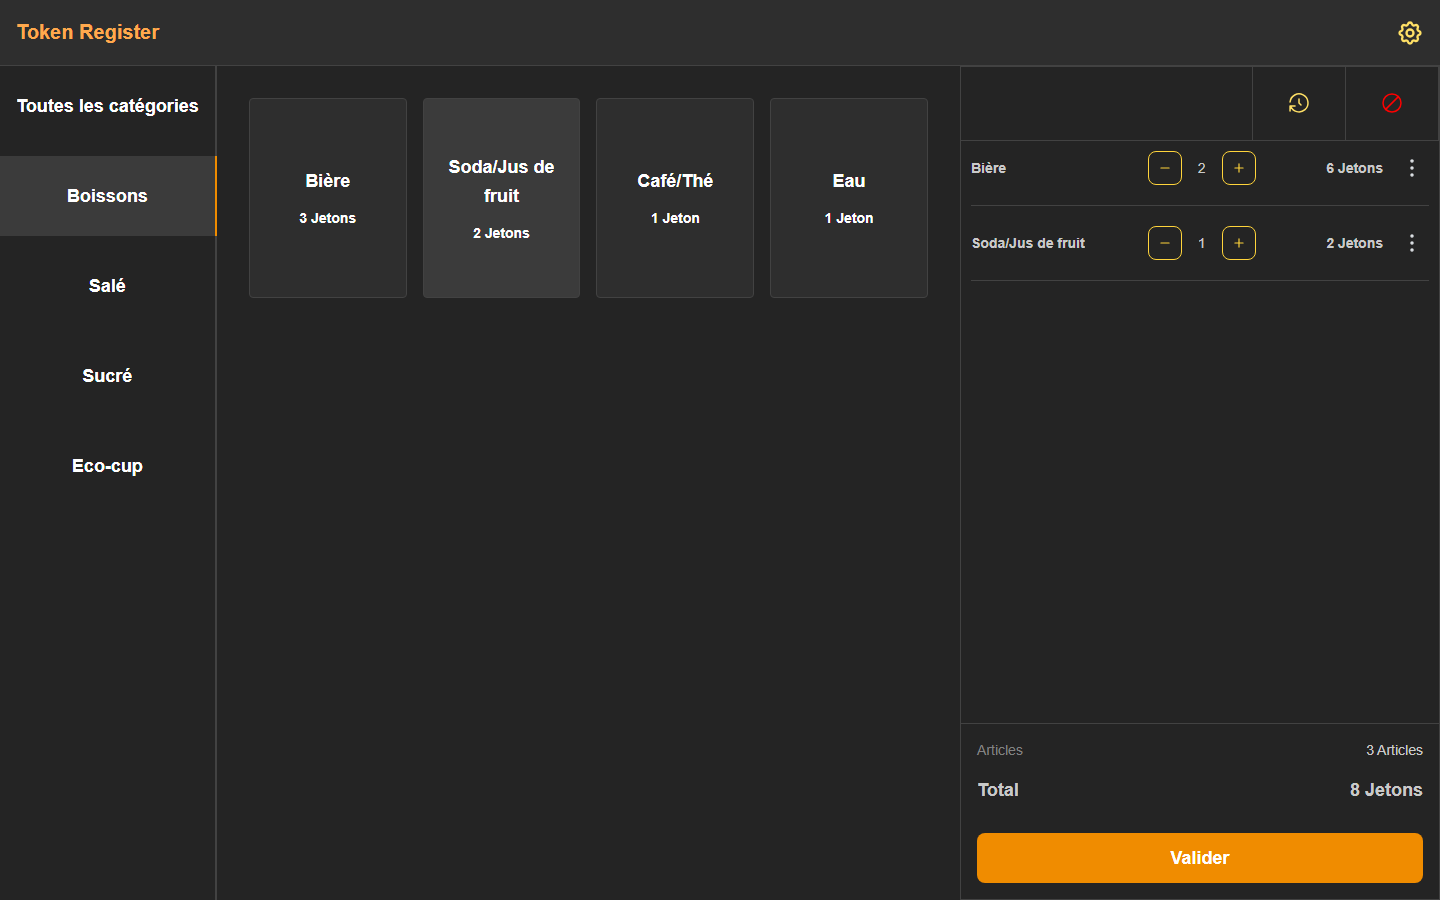 Token Register
Toutes les catégories
Boissons
Salé
Sucré
Eco-cup
Bière
3 Jetons
Soda/Jus de
fruit
2 Jetons
Café/Thé
1 Jeton
Eau
1 Jeton
Bière − 2 + 6 Jetons
Soda/Jus de fruit − 1 + 2 Jetons
Articles 3 Articles
Total 8 Jetons
Valider